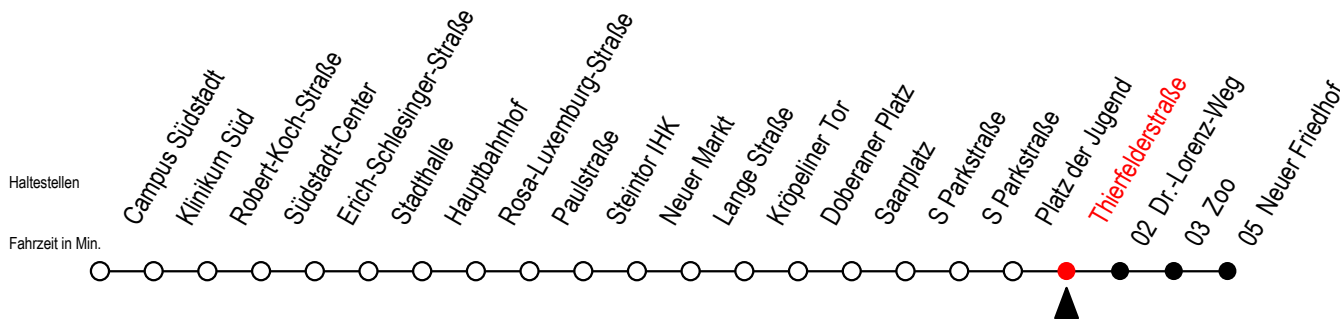 Campus Südstadt
Klinikum Süd
Robert-Koch-Straße
Südstadt-Center
Erich-Schlesinger-Straße
Stadthalle
Hauptbahnhof
Rosa-Luxemburg-Straße
Paulstraße
Steintor IHK
Neuer Markt
Lange Straße
Kröpeliner Tor
Doberaner Platz
Saarplatz
S Parkstraße
S Parkstraße
Platz der Jugend
Thierfelderstraße
02 Dr.-Lorenz-Weg
03 Zoo
05 Neuer Friedhof
Haltestellen
Fahrzeit in Min.